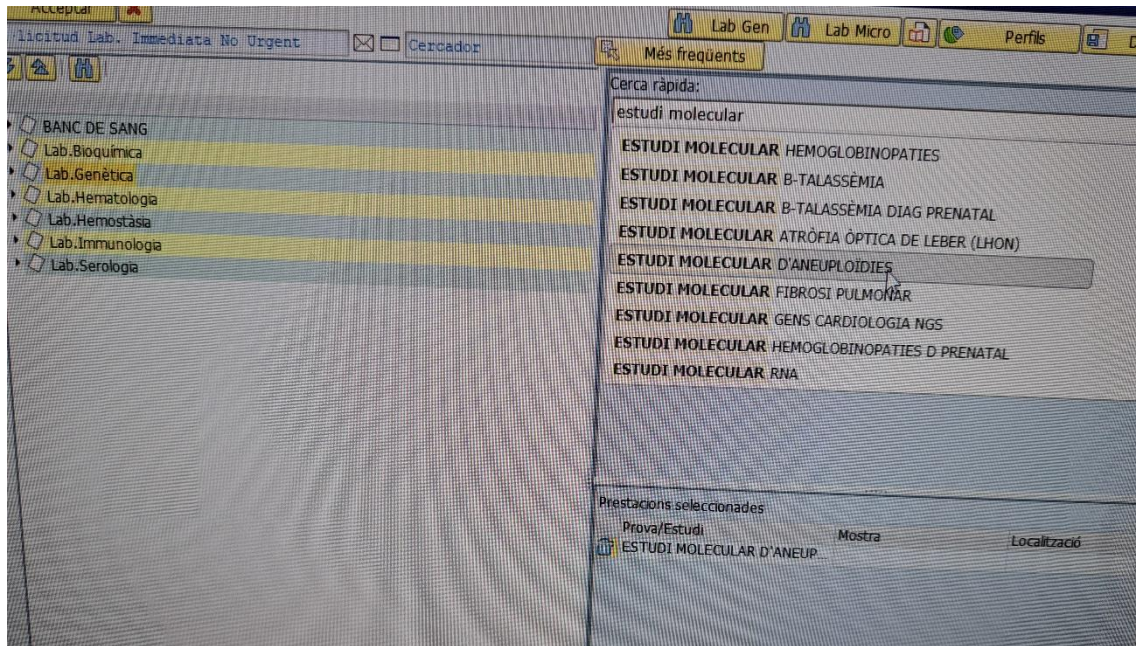 Acceptar
Lab Gen
Lab Micro
Perfils
licitud Lab. Immediata No Urgent
Cercador
Més freqüents
Cerca ràpida:
estudi molecular
BANC DE SANG
Lab.Bioquímica
Lab.Genètica
Lab.Hematologia
Lab.Hemostàsia
Lab.Immunologia
Lab.Serologia
ESTUDI MOLECULAR HEMOGLOBINOPATIES
ESTUDI MOLECULAR B-TALASSÈMIA
ESTUDI MOLECULAR B-TALASSÈMIA DIAG PRENATAL
ESTUDI MOLECULAR ATRÒFIA ÒPTICA DE LEBER (LHON)
ESTUDI MOLECULAR D'ANEUPLOÏDIES
ESTUDI MOLECULAR FIBROSI PULMONAR
ESTUDI MOLECULAR GENS CARDIOLOGIA NGS
ESTUDI MOLECULAR HEMOGLOBINOPATIES D PRENATAL
ESTUDI MOLECULAR RNA
Prestacions seleccionades
Prova/Estudi Mostra Localització
ESTUDI MOLECULAR D'ANEUP